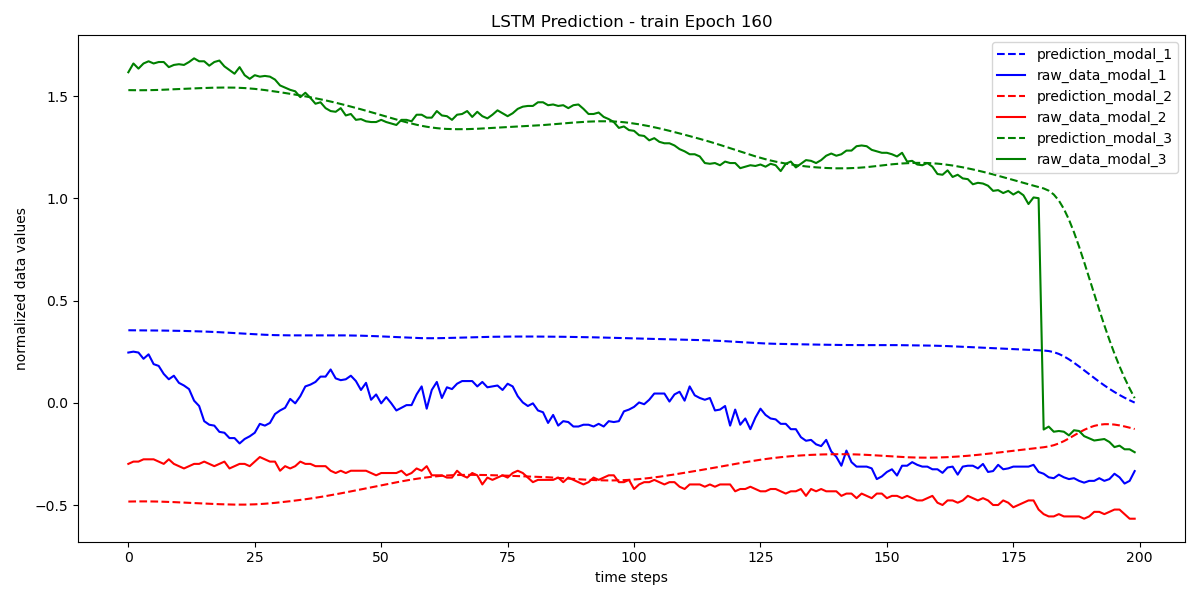 LSTM Prediction - train Epoch 160
prediction_modal_1
raw_data_modal_1
prediction_modal_2
raw_data_modal_2
prediction_modal_3
raw_data_modal_3
normalized data values
1.5
1.0
0.5
0.0
−0.5
0 25 50 75 100 125 150 175 200
time steps